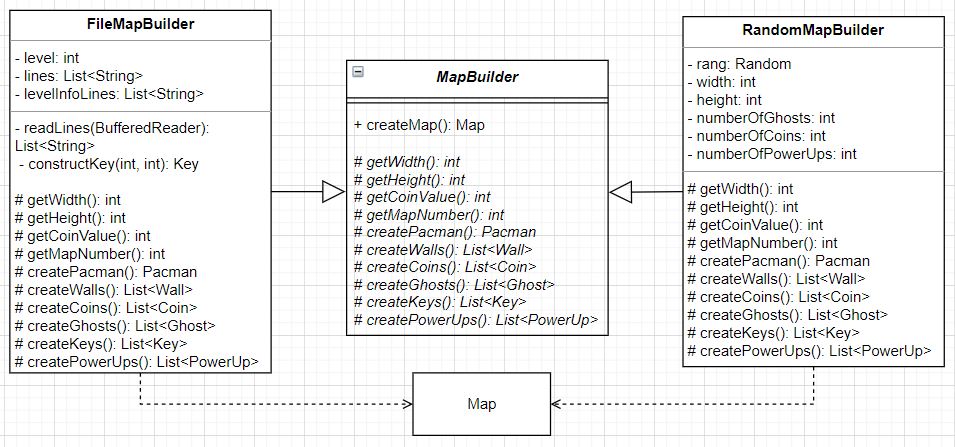 FileMapBuilder
- level: int
- lines: List<String>
- levelInfoLines: List<String>
- readLines(BufferedReader):
List<String>
- constructKey(int, int): Key
# getWidth(): int
# getHeight(): int
# getCoinValue(): int
# getMapNumber(): int
# createPacman(): Pacman
# createWalls(): List<Wall>
# createCoins(): List<Coin>
# createGhosts(): List<Ghost>
# createKeys(): List<Key>
# createPowerUps(): List<PowerUp>
MapBuilder
+ createMap(): Map
# getWidth(): int
# getHeight(): int
# getCoinValue(): int
# getMapNumber(): int
# createPacman(): Pacman
# createWalls(): List<Wall>
# createCoins(): List<Coin>
# createGhosts(): List<Ghost>
# createKeys(): List<Key>
# createPowerUps(): List<PowerUp>
RandomMapBuilder
- rang: Random
- width: int
- height: int
- numberOfGhosts: int
- numberOfCoins: int
- numberOfPowerUps: int
# getWidth(): int
# getHeight(): int
# getCoinValue(): int
# getMapNumber(): int
# createPacman(): Pacman
# createWalls(): List<Wall>
# createCoins(): List<Coin>
# createGhosts(): List<Ghost>
# createKeys(): List<Key>
# createPowerUps(): List<PowerUp>
Map